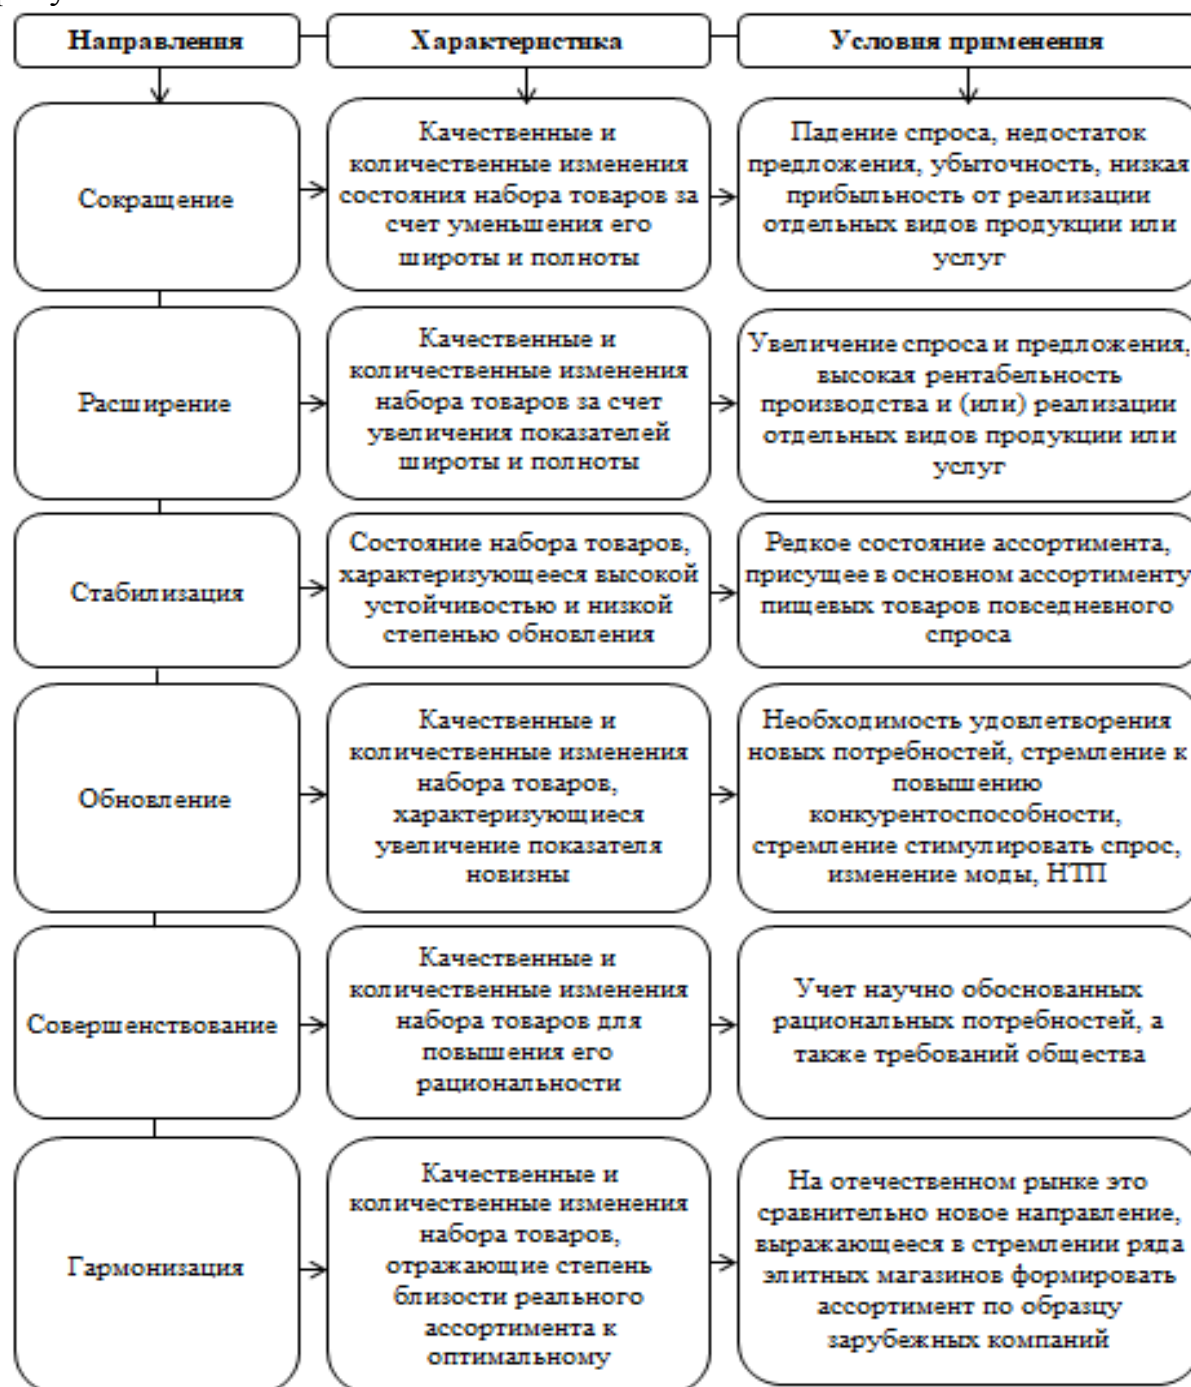 Направления
Характеристика
Условия применения
Сокращение
Качественные и
количественные изменения
состояния набора товаров за
счет уменьшения его
широты и полноты
Падение спроса, недостаток
предложения, убыточность, низкая
прибыльность от реализации
отдельных видов продукции или
услуг
Расширение
Качественные и
количественные изменения
набора товаров за счет
увеличения показателей
широты и полноты
Увеличение спроса и предложения,
высокая рентабельность
производства и (или) реализации
отдельных видов продукции или
услуг
Стабилизация
Состояние набора товаров,
характеризующееся высокой
устойчивостью и низкой
степенью обновления
Редкое состояние ассортимента,
присущее в основном ассортименту
пищевых товаров повседневного
спроса
Обновление
Качественные и
количественные изменения
набора товаров,
характеризующиеся
увеличение показателя
новизны
Необходимость удовлетворения
новых потребностей, стремление к
повышению
конкурентоспособности,
стремление стимулировать спрос,
изменение моды, НТП
Совершенствование
Качественные и
количественные изменения
набора товаров для
повышения его
рациональности
Учет научно обоснованных
рациональных потребностей, а
также требований общества
Гармонизация
Качественные и
количественные изменения
набора товаров,
отражающие степень
близости реального
ассортимента к
оптимальному
На отечественном рынке это
сравнительно новое направление,
выражающееся в стремлении ряда
элитных магазинов формировать
ассортимент по образцу
зарубежных компаний